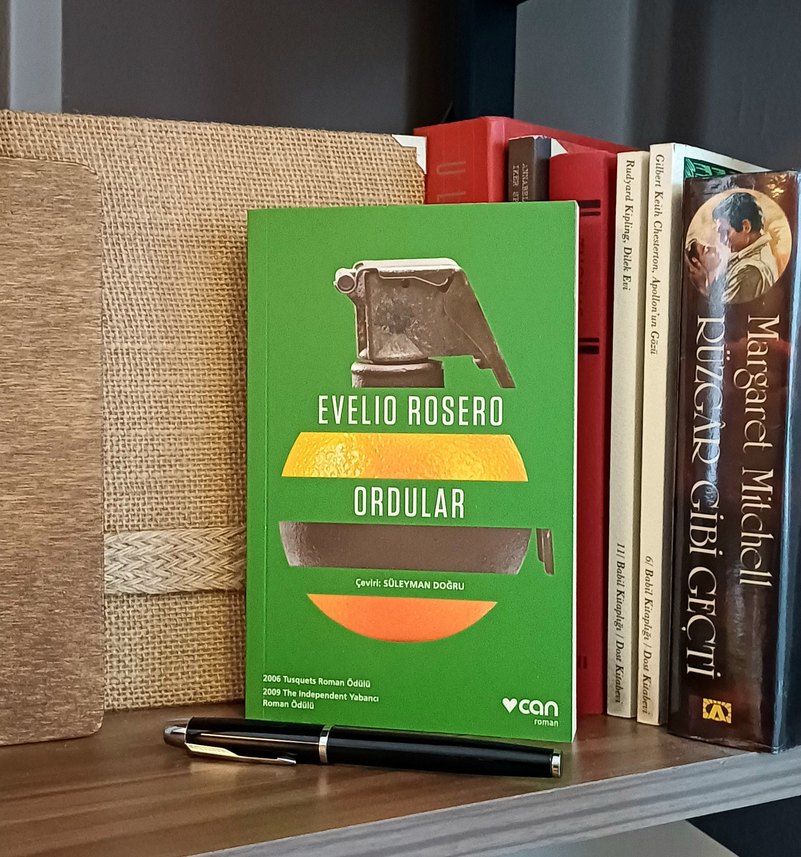 EVELIO ROSERO
ORDULAR
Çeviri: SÜLEYMAN DOĞRU
2006 Tusquets Roman Ödülü
2009 The Independent Yabancı
Roman Ödülü
can
roman
Rudyard Kipling, Dilek Evi
11/ Babil Kitaplığı / Dost Kitabevi
Gilbert Keith Chesterton, Apollon'un Gözü
6/ Babil Kitaplığı / Dost Kitabevi
Margaret Mitchell
RÜZGÂR GİBİ GEÇTİ